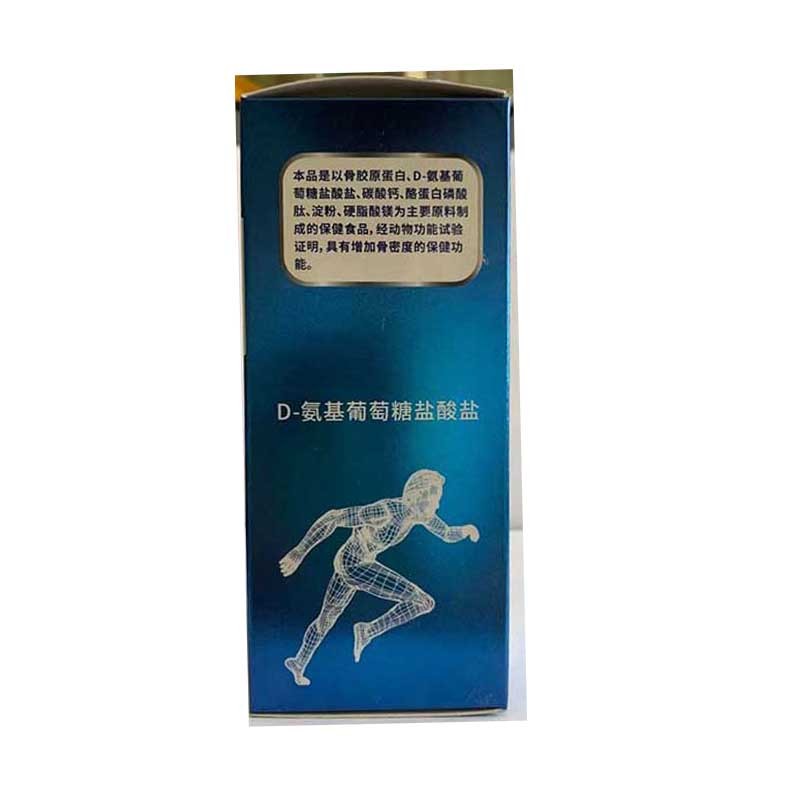 本品是以骨胶原蛋白、D-氨基葡
萄糖盐酸盐、碳酸钙、酪蛋白磷酸
肽、淀粉、硬脂酸镁为主要原料制
成的保健食品，经动物功能试验
证明，具有增加骨密度的保健功
能。
D-氨基葡萄糖盐酸盐